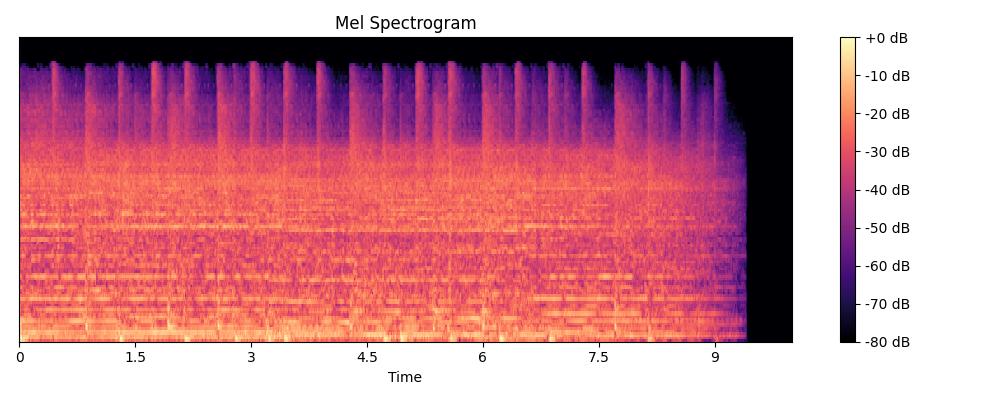 Mel Spectrogram
+0 dB
-10 dB
-20 dB
-30 dB
-40 dB
-50 dB
-60 dB
-70 dB
-80 dB
0 1.5 3 4.5 6 7.5 9
Time